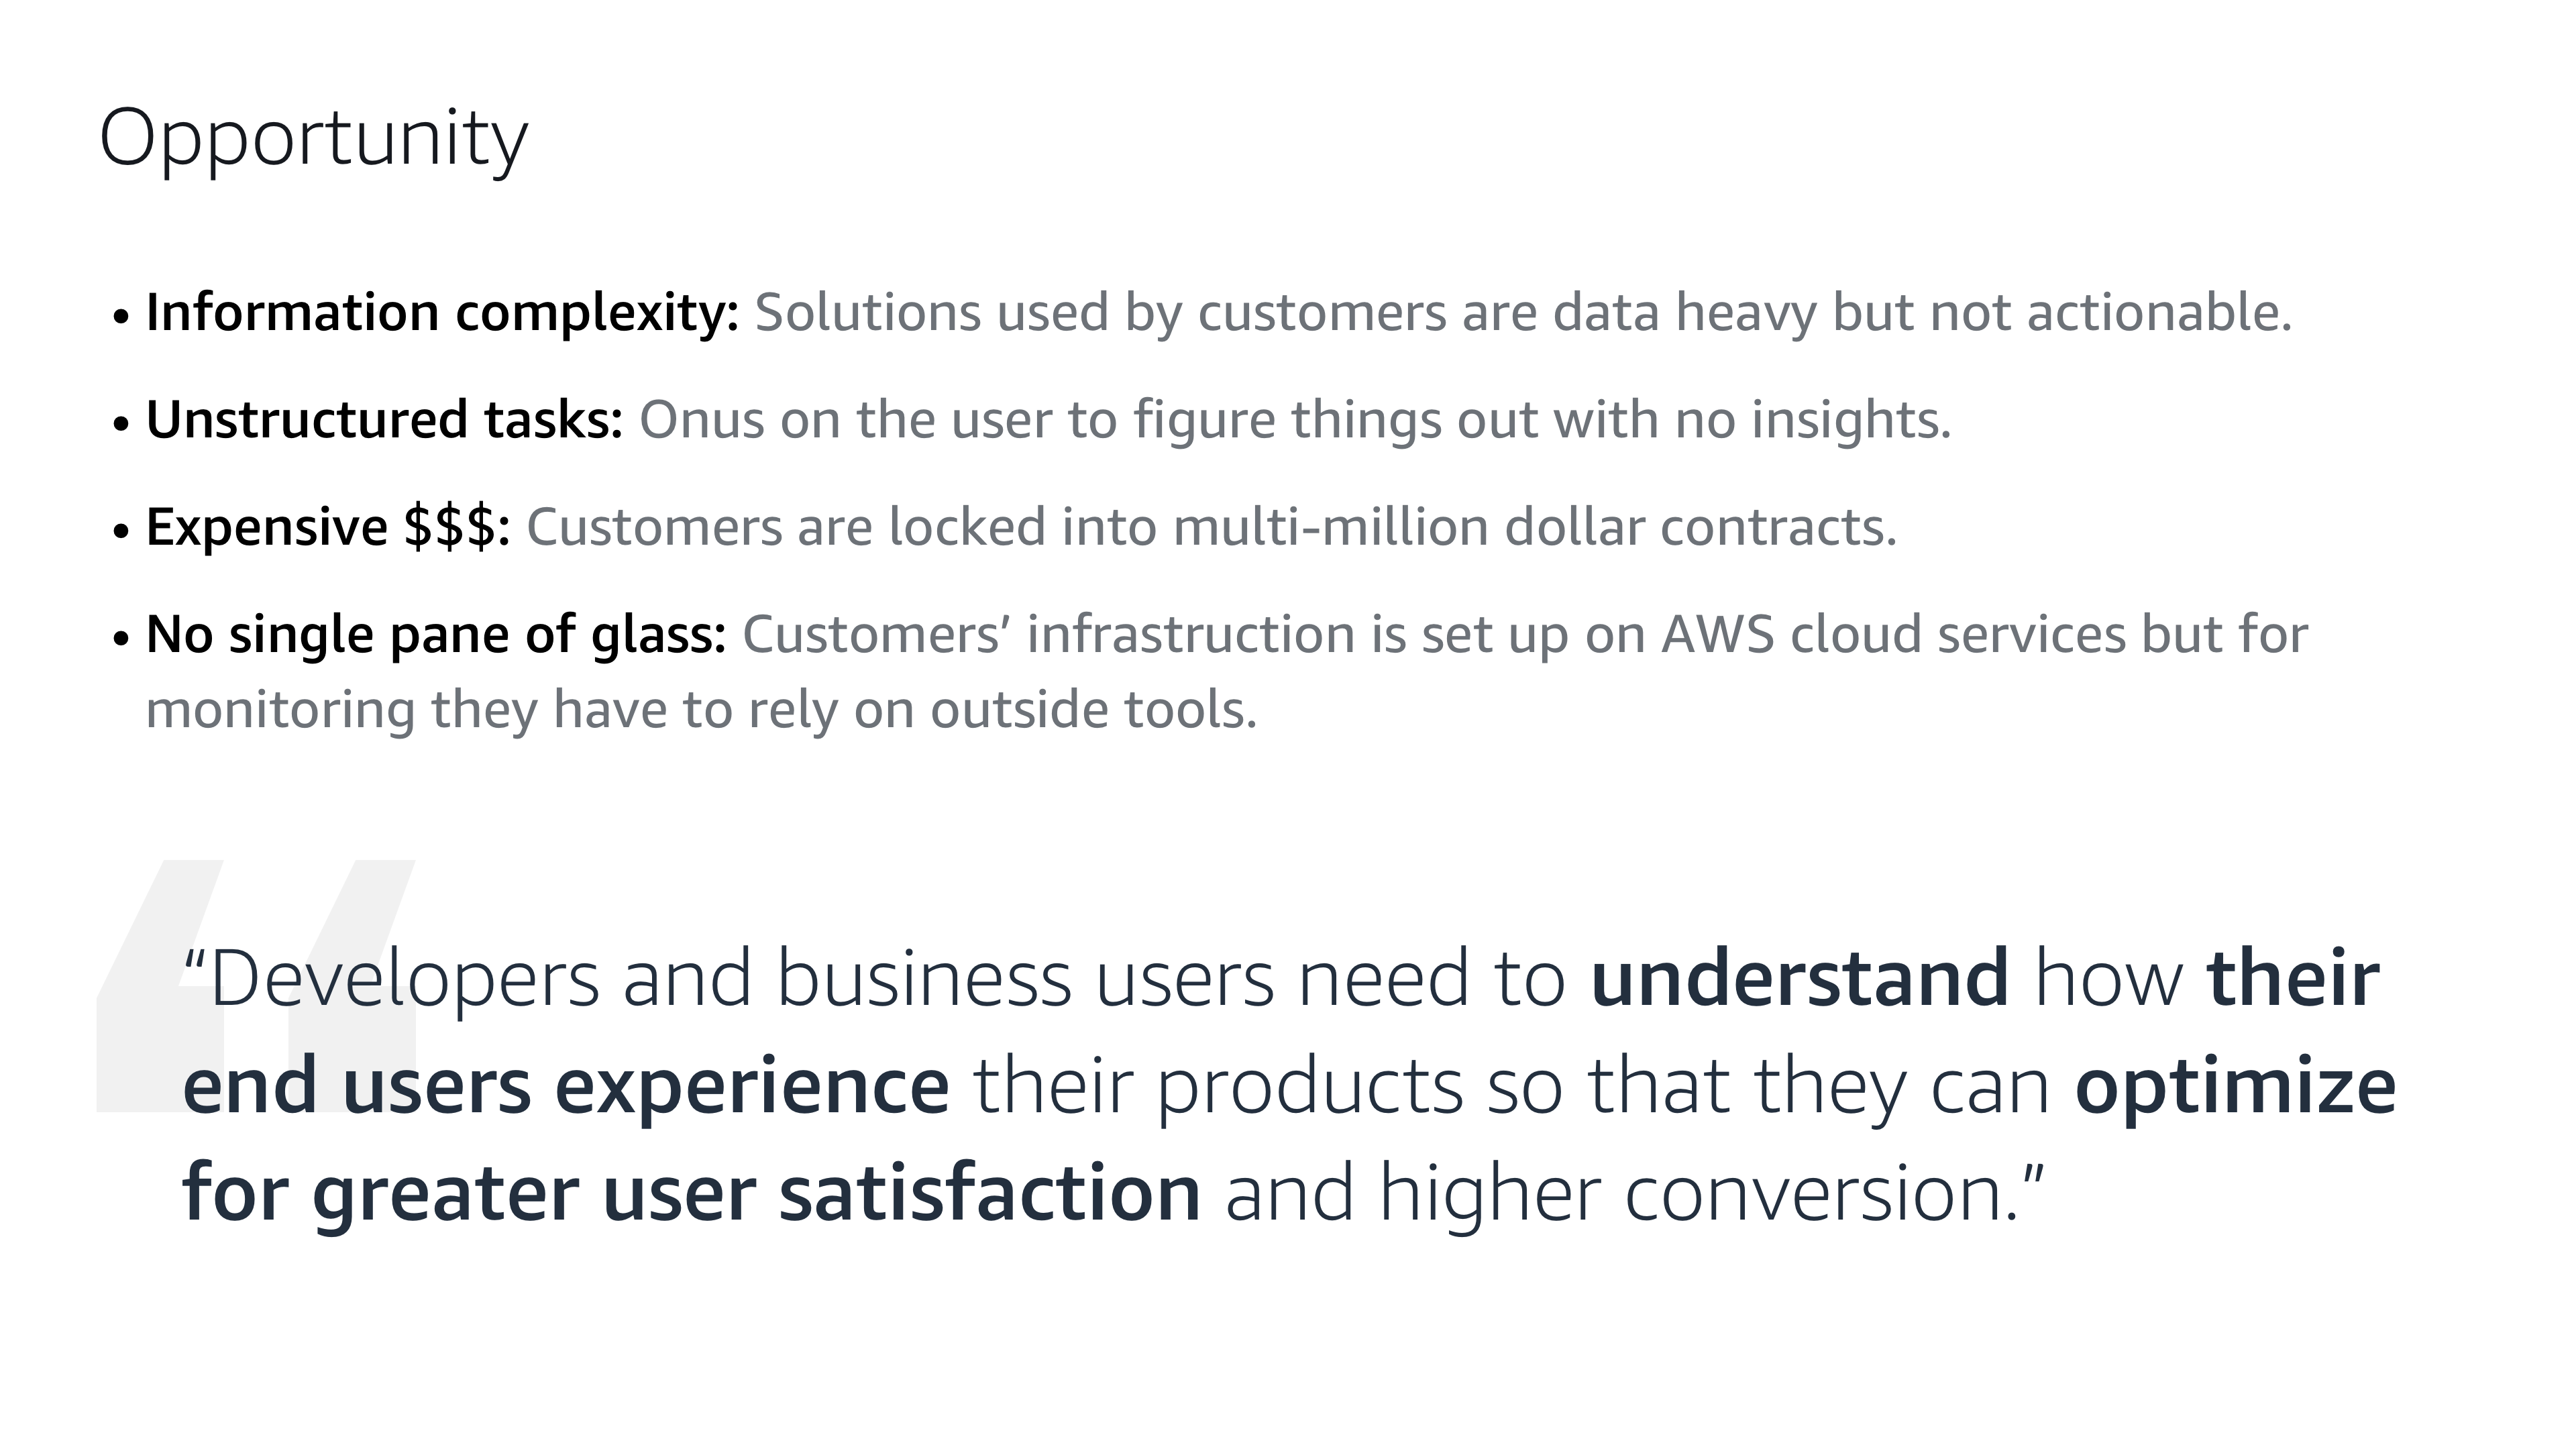 Opportunity
• Information complexity: Solutions used by customers are data heavy but not actionable.
• Unstructured tasks: Onus on the user to figure things out with no insights.
• Expensive $$$: Customers are locked into multi-million dollar contracts.
• No single pane of glass: Customers’ infrastruction is set up on AWS cloud services but for
monitoring they have to rely on outside tools.
“Developers and business users need to understand how their
end users experience their products so that they can optimize
for greater user satisfaction and higher conversion.”